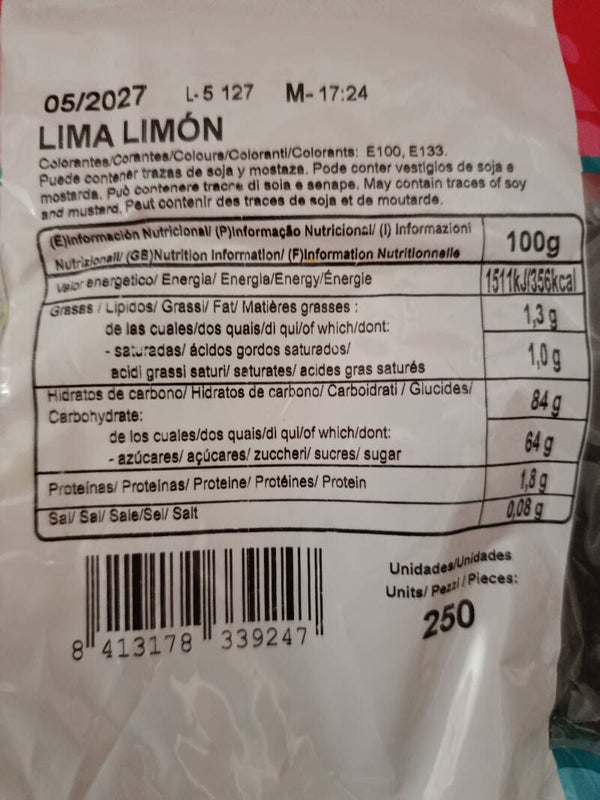 05/2027 L-5 127 M-17:24
LIMA LIMÓN
Colorantes/Corantes/Colours/Coloranti/Colorants: E100, E133.
Puede contener trazas de soja y mostaza. Pode conter vestigios de soja e
mostarda. Può contenere tracre di soia e senape. May contain traces of soy
and musterd. Peut contenir des traces de soja et de moutarde.
(E)Información Nutricional/ (P)Informação Nutricional/ (I) Informazioni
Nutrizionali/ (GB)Nutrition Information/ (F)Information Nutritionnelle
100g
Valor energetico/ Energia/ Energia/Energy/Énergie 1511kJ/356kcal
Grasas / Lipidos/ Grassi/ Fat/ Matières grasses : 1,3 g
de las cuales/dos quais/di qui/of which/dont:
- saturadas/ ácidos gordos saturados/ 1,0 g
acidi grassi saturi/ seturates/ acides gras saturés
Hidratos de carbono/ Hidratos de carbono/ Carboidrati / Glucides/ 84 g
Carbohydrate:
de los cuales/dos quais/di qui/of which/dont: 64 g
- azúcares/ açúcares/ zuccheri/ sucres/ sugar
Proteínas/ Proteínas/ Proteine/ Protéines/ Protein 1,8 g
Sal/ Sal/ Sale/Sel/ Salt 0,08 g
8 413178 339247
Unidades/Unidades
Units/ Pezzi / Pieces:
250